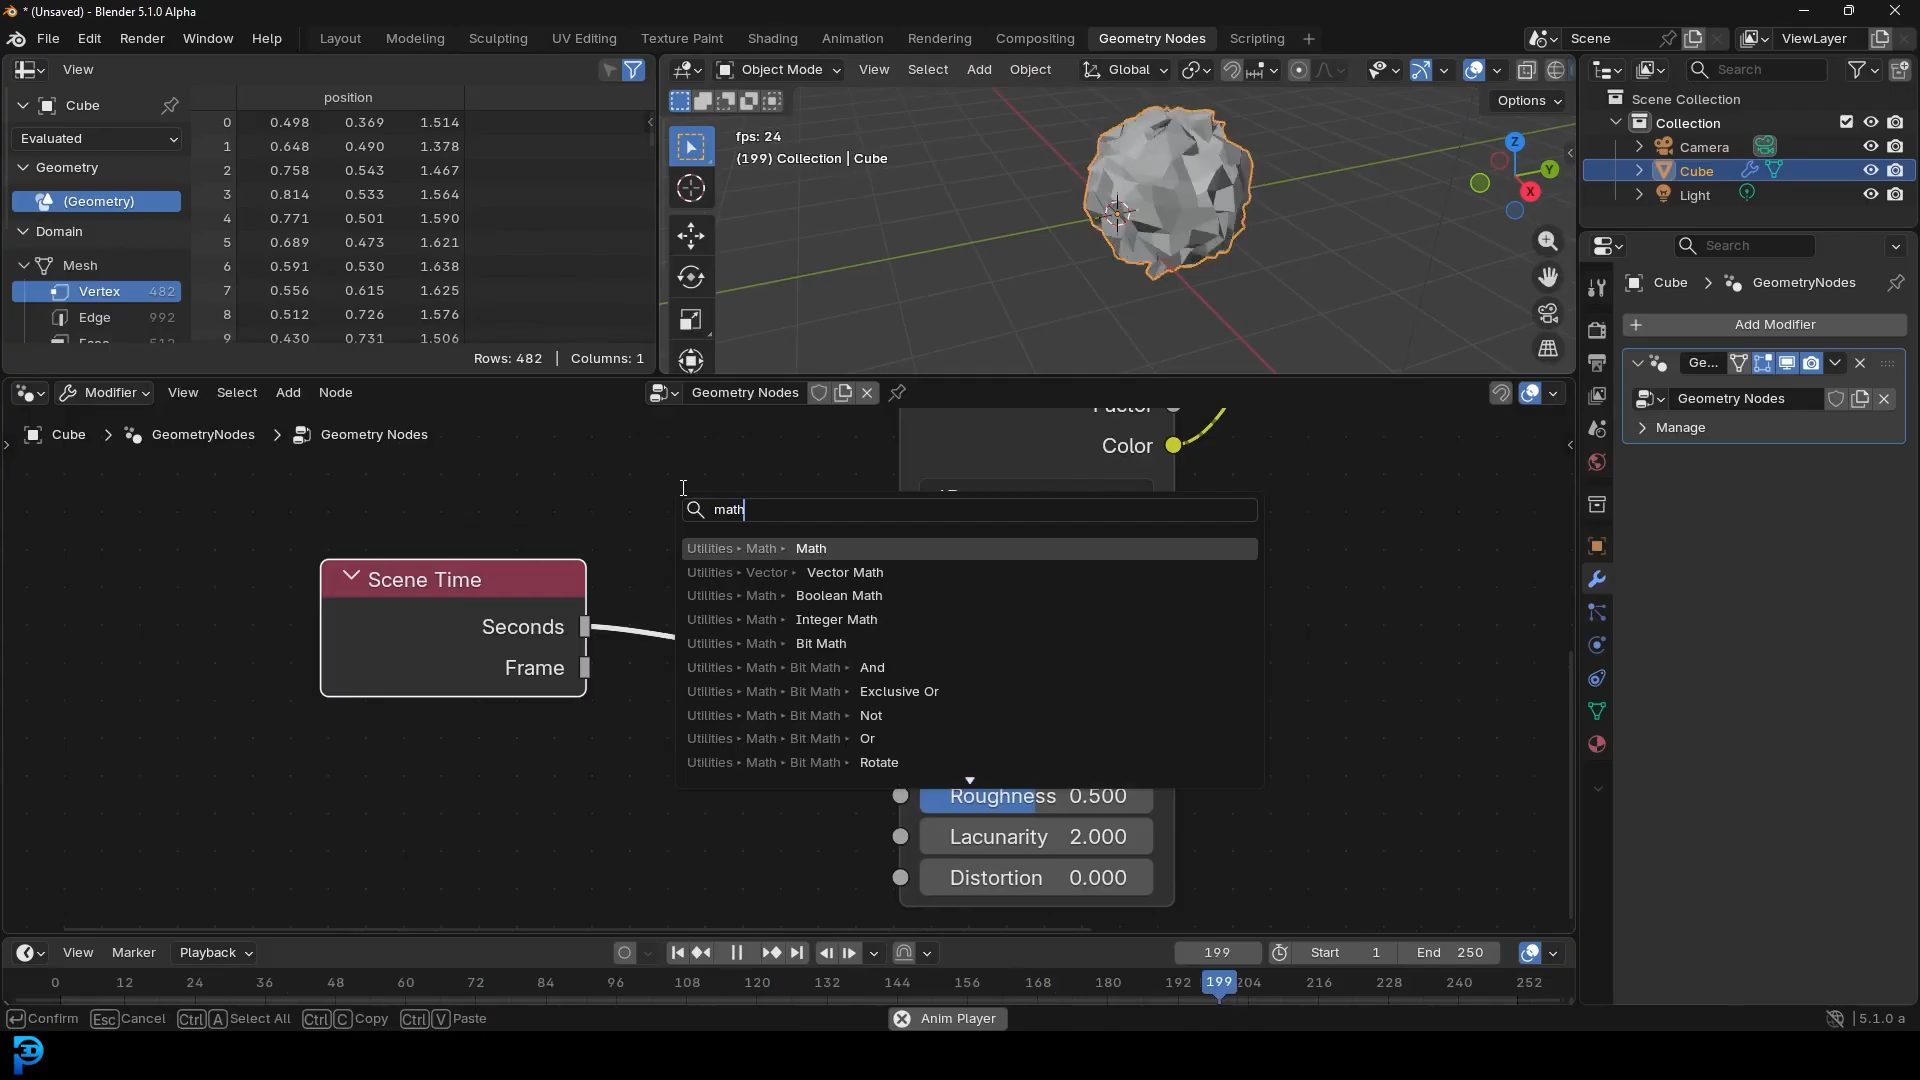 * (Unsaved) - Blender 5.1.0 Alpha
File Edit Render Window Help Layout Modeling Sculpting UV Editing Texture Paint Shading Animation Rendering Compositing Geometry Nodes Scripting + Scene ViewLayer
View
Cube
Evaluated
Geometry
(Geometry)
Domain
Mesh
Vertex 482
Edge 992
position
0 0.498 0.369 1.514
1 0.648 0.490 1.378
2 0.758 0.543 1.467
3 0.814 0.533 1.564
4 0.771 0.501 1.590
5 0.689 0.473 1.621
6 0.591 0.530 1.638
7 0.556 0.615 1.625
8 0.512 0.726 1.576
9 0.430 0.731 1.506
Rows: 482 | Columns: 1
Object Mode View Select Add Object Global
Options
fps: 24
(199) Collection | Cube
Z
Y
X
Search
Scene Collection
Collection
Camera
Cube
Light
Search
Cube > GeometryNodes
+ Add Modifier
Ge...
Geometry Nodes
Manage
Modifier View Select Add Node Geometry Nodes
Cube > GeometryNodes > Geometry Nodes
Color
math
Utilities ▸ Math ▸ Math
Utilities ▸ Vector ▸ Vector Math
Utilities ▸ Math ▸ Boolean Math
Utilities ▸ Math ▸ Integer Math
Utilities ▸ Math ▸ Bit Math
Utilities ▸ Math ▸ Bit Math ▸ And
Utilities ▸ Math ▸ Bit Math ▸ Exclusive Or
Utilities ▸ Math ▸ Bit Math ▸ Not
Utilities ▸ Math ▸ Bit Math ▸ Or
Utilities ▸ Math ▸ Bit Math ▸ Rotate
Scene Time
Seconds
Frame
Roughness 0.500
Lacunarity 2.000
Distortion 0.000
View Marker Playback 199 Start 1 End 250
0 12 24 36 48 60 72 84 96 108 120 132 144 156 168 180 192 199 204 216 228 240 252
Confirm Esc Cancel Ctrl A Select All Ctrl C Copy Ctrl V Paste Anim Player 5.1.0 a